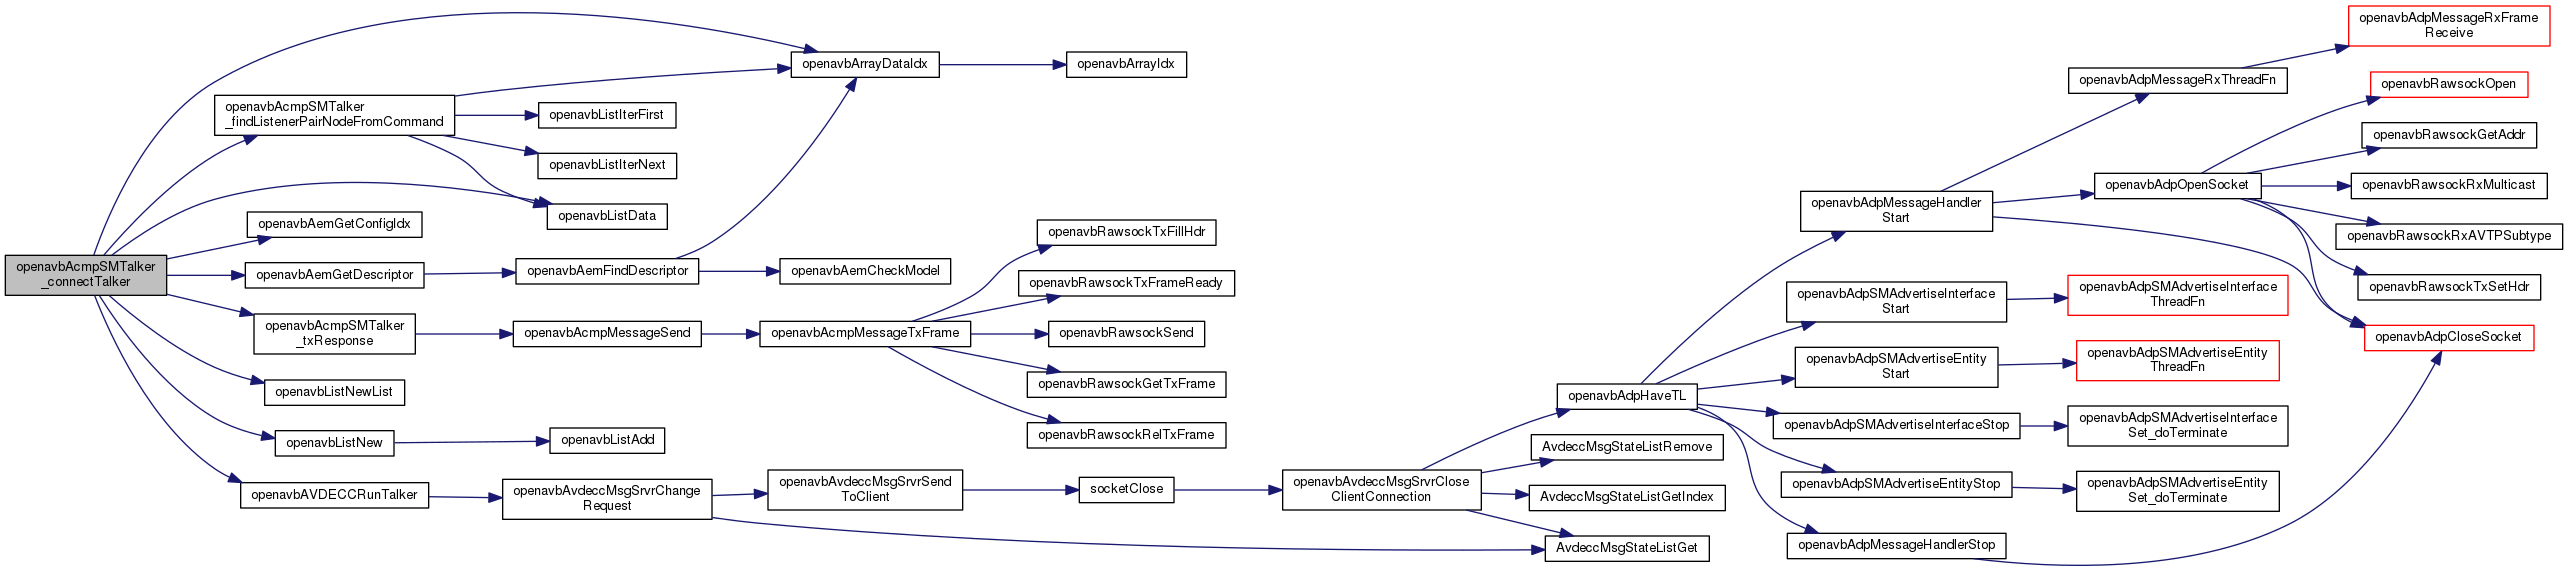 openavbAcmpSMTalker
_connectTalker
openavbAcmpSMTalker
_findListenerPairNodeFromCommand
openavbAemGetConfigIdx
openavbAemGetDescriptor
openavbAcmpSMTalker
_txResponse
openavbListNewList
openavbListNew
openavbAVDECCRunTalker
openavbListIterFirst
openavbListIterNext
openavbListData
openavbAemFindDescriptor
openavbAcmpMessageSend
openavbListAdd
openavbAvdeccMsgSrvrChange
Request
openavbArrayDataIdx
openavbAemCheckModel
openavbAcmpMessageTxFrame
openavbAvdeccMsgSrvrSend
ToClient
openavbArrayIdx
openavbRawsockTxFillHdr
openavbRawsockTxFrameReady
openavbRawsockSend
openavbRawsockGetTxFrame
openavbRawsockRelTxFrame
socketClose
openavbAvdeccMsgSrvrClose
ClientConnection
openavbAdpHaveTL
AvdeccMsgStateListRemove
AvdeccMsgStateListGetIndex
AvdeccMsgStateListGet
openavbAdpMessageHandler
Start
openavbAdpSMAdvertiseInterface
Start
openavbAdpSMAdvertiseEntity
Start
openavbAdpSMAdvertiseInterfaceStop
openavbAdpSMAdvertiseEntityStop
openavbAdpMessageHandlerStop
openavbAdpMessageRxThreadFn
openavbAdpOpenSocket
openavbAdpSMAdvertiseInterface
ThreadFn
openavbAdpSMAdvertiseEntity
ThreadFn
openavbAdpSMAdvertiseInterface
Set_doTerminate
openavbAdpSMAdvertiseEntity
Set_doTerminate
openavbAdpMessageRxFrame
Receive
openavbRawsockOpen
openavbRawsockGetAddr
openavbRawsockRxMulticast
openavbRawsockRxAVTPSubtype
openavbRawsockTxSetHdr
openavbAdpCloseSocket